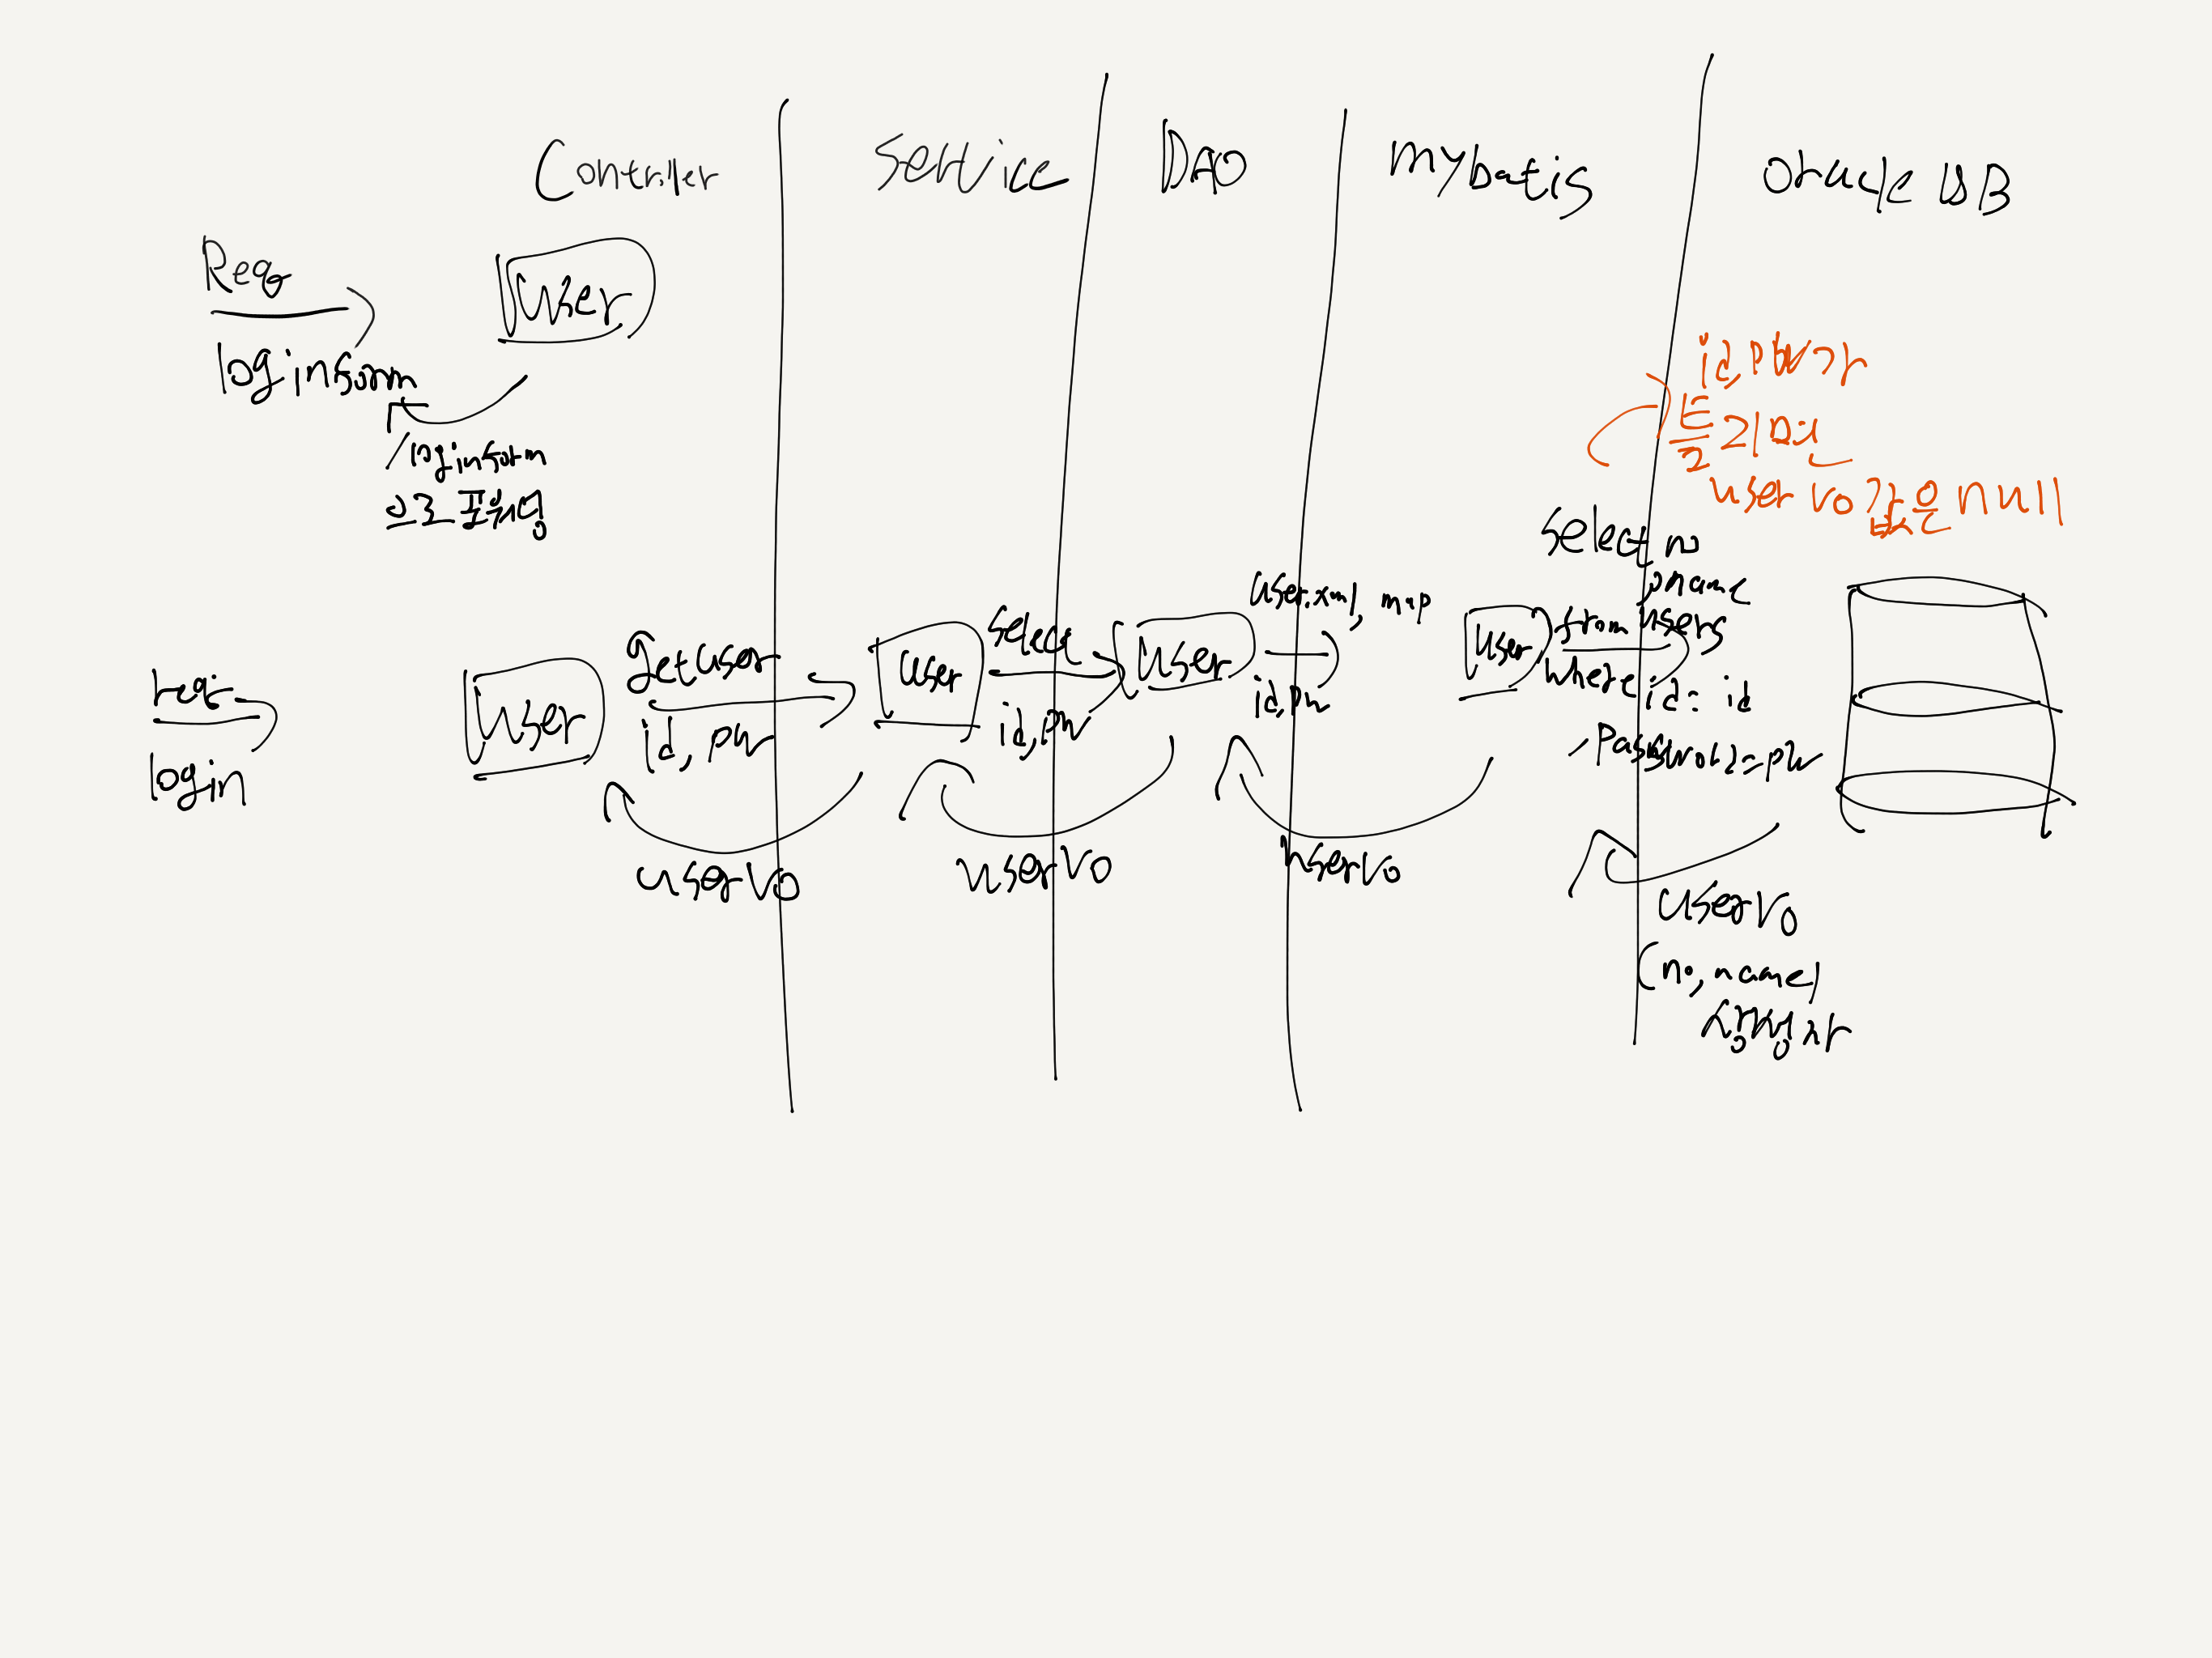 Controller
Service
DAO
mybatis
Oracle DB
Req
loginform
User
/loginform
으로 포워딩
id, pw가
틀리면
user vo 값은 null
req
login
User
getuser
id, pw
user
select
id, pw
User
user.xml, map
id, pw
user
select no
, name
from users
where id = id
, password = pw
uservo
uservo
uservo
uservo
(no, name)
생성자